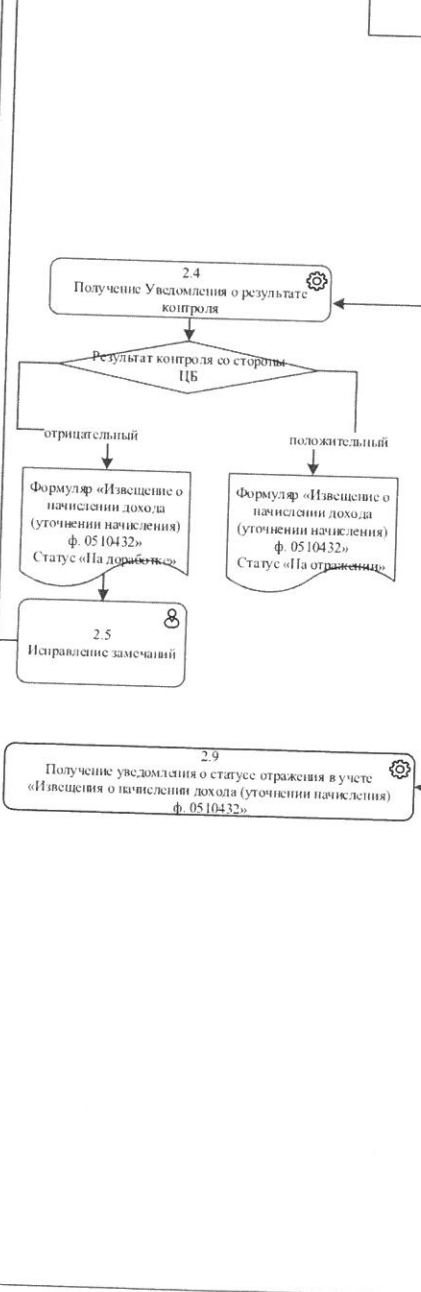 2.4
Получение Уведомления о результате
контроля
Результат контроля со стороны
ЦБ
отрицательный
положительный
Формуляр «Извещение о
начислении дохода
(уточнении начисления)
ф. 0510432»
Статус «На доработке»
Формуляр «Извещение о
начислении дохода
(уточнении начисления)
ф. 0510432»
Статус «На отражении»
2.5
Исправление замечаний
2.9
Получение уведомления о статусе отражения в учете
«Извещения о начислении дохода (уточнении начисления)
ф. 0510432»